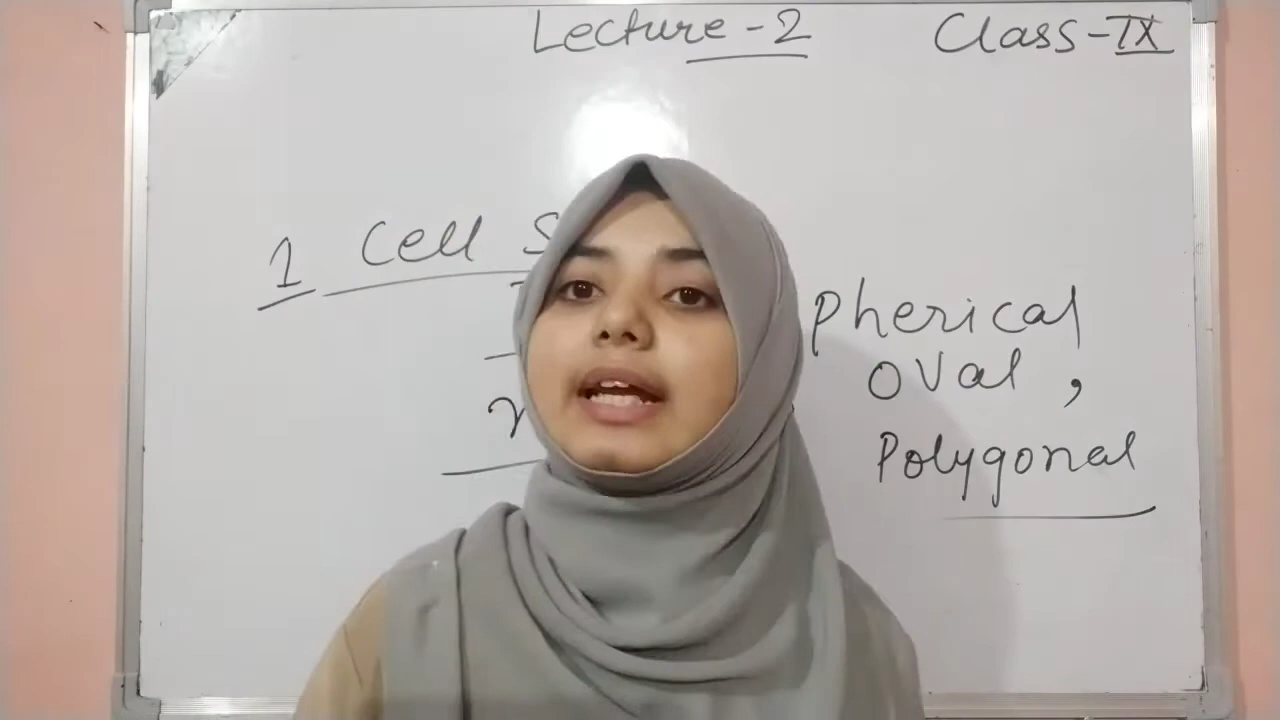 Lecture-2 Class-IX
1 Cell S
pherical
oval ,
Polygonal